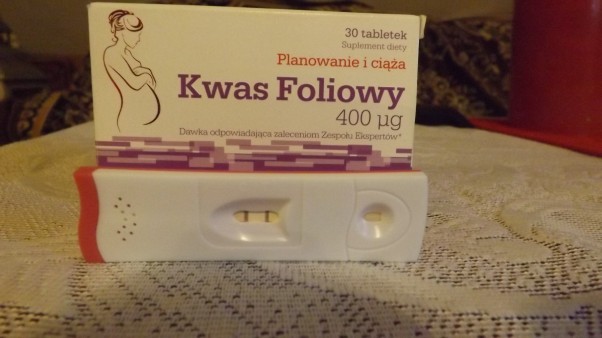 30 tabletek
Suplement diety
Planowanie i ciąża
Kwas Foliowy
400 µg
Dawka odpowiadająca zaleceniom Zespołu Ekspertów*